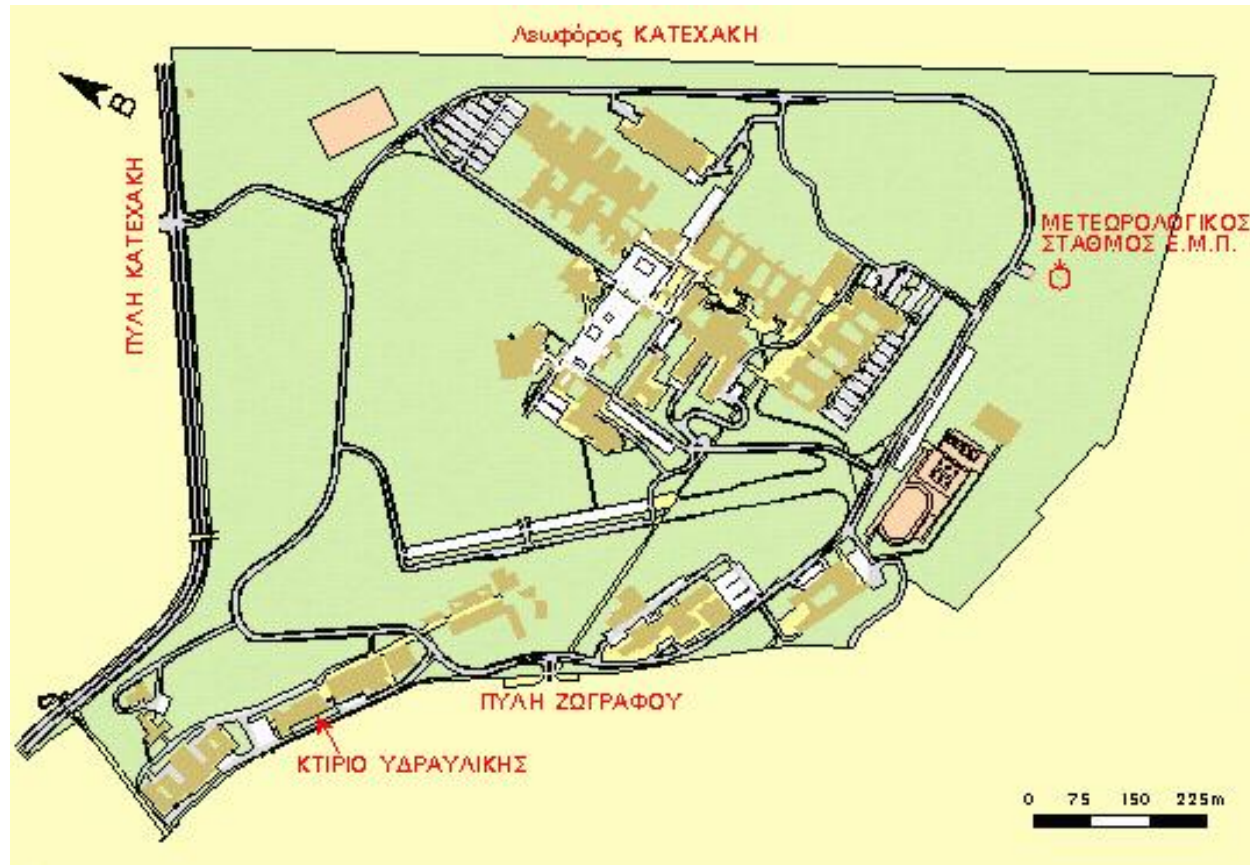 Λεωφόρος ΚΑΤΕΧΑΚΗ
Β
ΠΥΛΗ ΚΑΤΕΧΑΚΗ
ΜΕΤΕΩΡΟΛΟΓΙΚΟΣ
ΣΤΑΘΜΟΣ Ε.Μ.Π.
ΠΥΛΗ ΖΩΓΡΑΦΟΥ
ΚΤΙΡΙΟ ΥΔΡΑΥΛΙΚΗΣ
0 75 150 225m